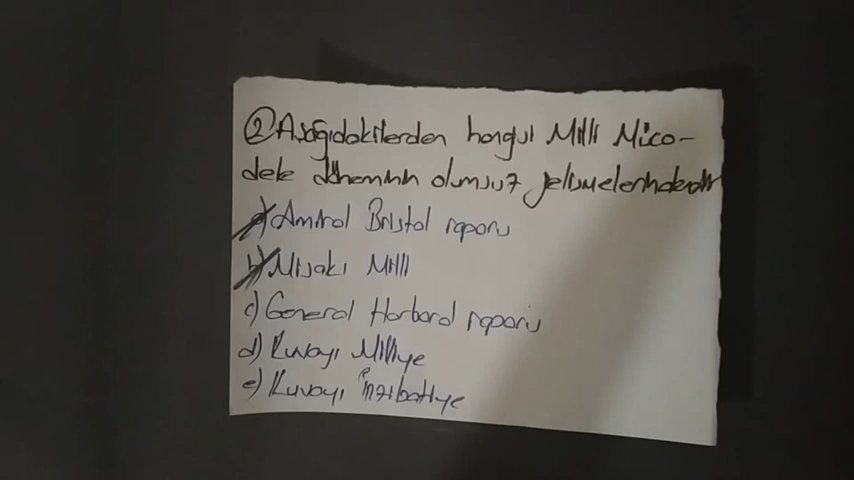 ② Aşağıdakilerden hangisi Milli Müca-
dele döneminin olumsuz gelişmelerindendir
a) Amiral Bristol raporu
b) Misakı Milli
c) General Harbord raporu
d) Kuvayı Milliye
e) Kuvayı İnzibatiye